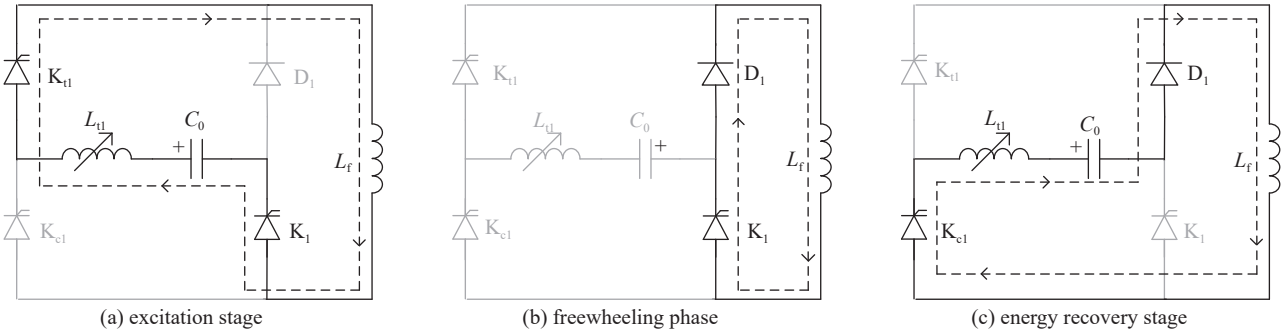 K_t1
D_1
L_t1
C_0
+
L_f
K_c1
K_1
(a) excitation stage
K_t1
D_1
L_t1
C_0
+
L_f
K_c1
K_1
(b) freewheeling phase
K_t1
D_1
L_t1
C_0
+
L_f
K_c1
K_1
(c) energy recovery stage